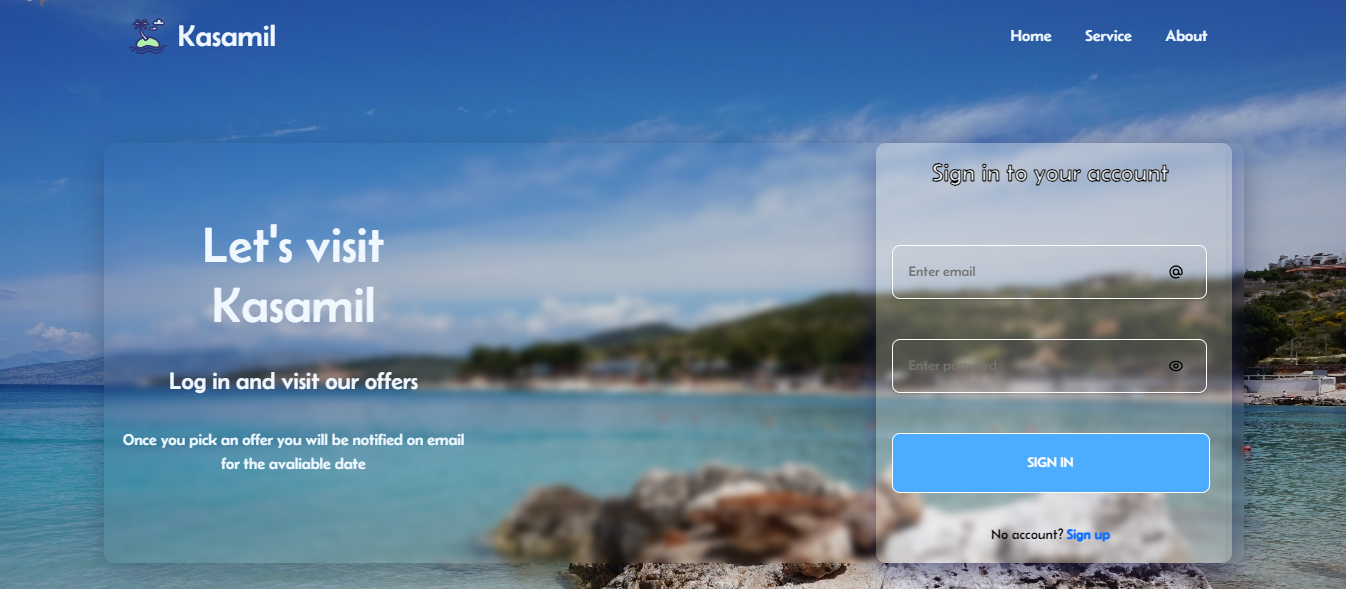 Kasamil
Home Service About
Let's visit
Kasamil
Log in and visit our offers
Once you pick an offer you will be notified on email
for the avaliable date
Sign in to your account
Enter email
Enter password
SIGN IN
No account? Sign up